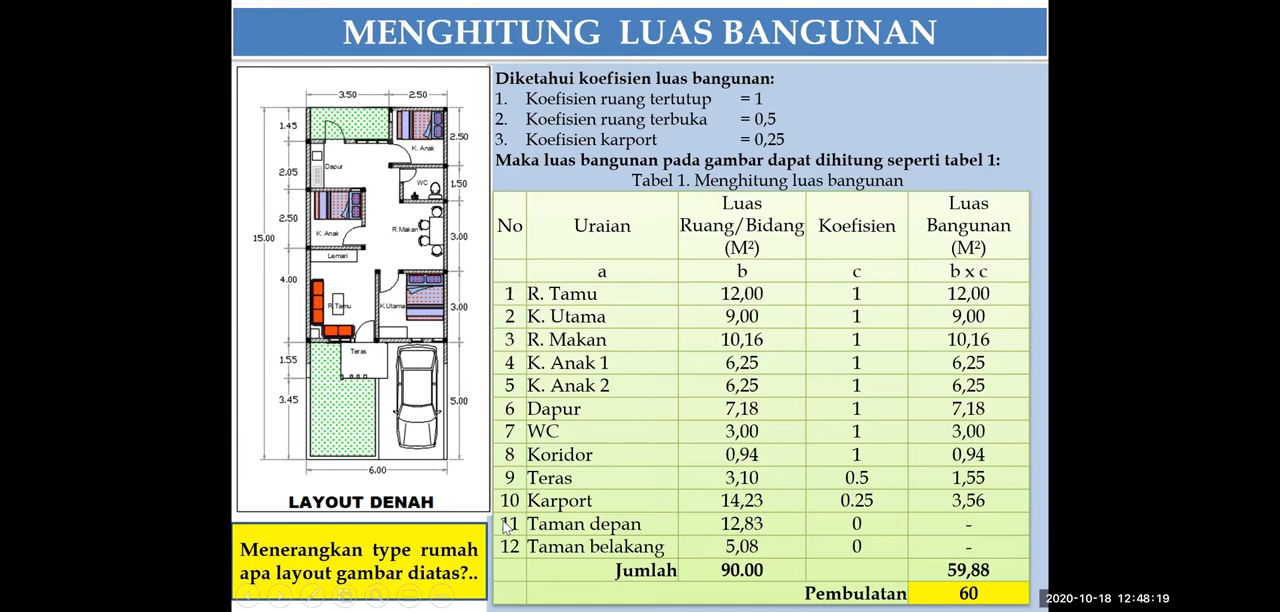 MENGHITUNG LUAS BANGUNAN
3.50 2.50
1.45
2.05
2.50
15.00
4.00
1.55
3.45
2.50
1.50
3.00
3.00
5.00
6.00
K. Anak
Dapur
WC
K. Anak
R.Makan
Lemari
R.Tamu
K.Utama
Teras
LAYOUT DENAH
Menerangkan type rumah
apa layout gambar diatas?..
Diketahui koefisien luas bangunan:
1. Koefisien ruang tertutup = 1
2. Koefisien ruang terbuka = 0,5
3. Koefisien karport = 0,25
Maka luas bangunan pada gambar dapat dihitung seperti tabel 1:
Tabel 1. Menghitung luas bangunan
No Uraian Luas Ruang/Bidang (M²) Koefisien Luas Bangunan (M²)
a b c b x c
1 R. Tamu 12,00 1 12,00
2 K. Utama 9,00 1 9,00
3 R. Makan 10,16 1 10,16
4 K. Anak 1 6,25 1 6,25
5 K. Anak 2 6,25 1 6,25
6 Dapur 7,18 1 7,18
7 WC 3,00 1 3,00
8 Koridor 0,94 1 0,94
9 Teras 3,10 0.5 1,55
10 Karport 14,23 0.25 3,56
11 Taman depan 12,83 0 -
12 Taman belakang 5,08 0 -
Jumlah 90.00 59,88
Pembulatan 60
2020-10-18 12:48:19